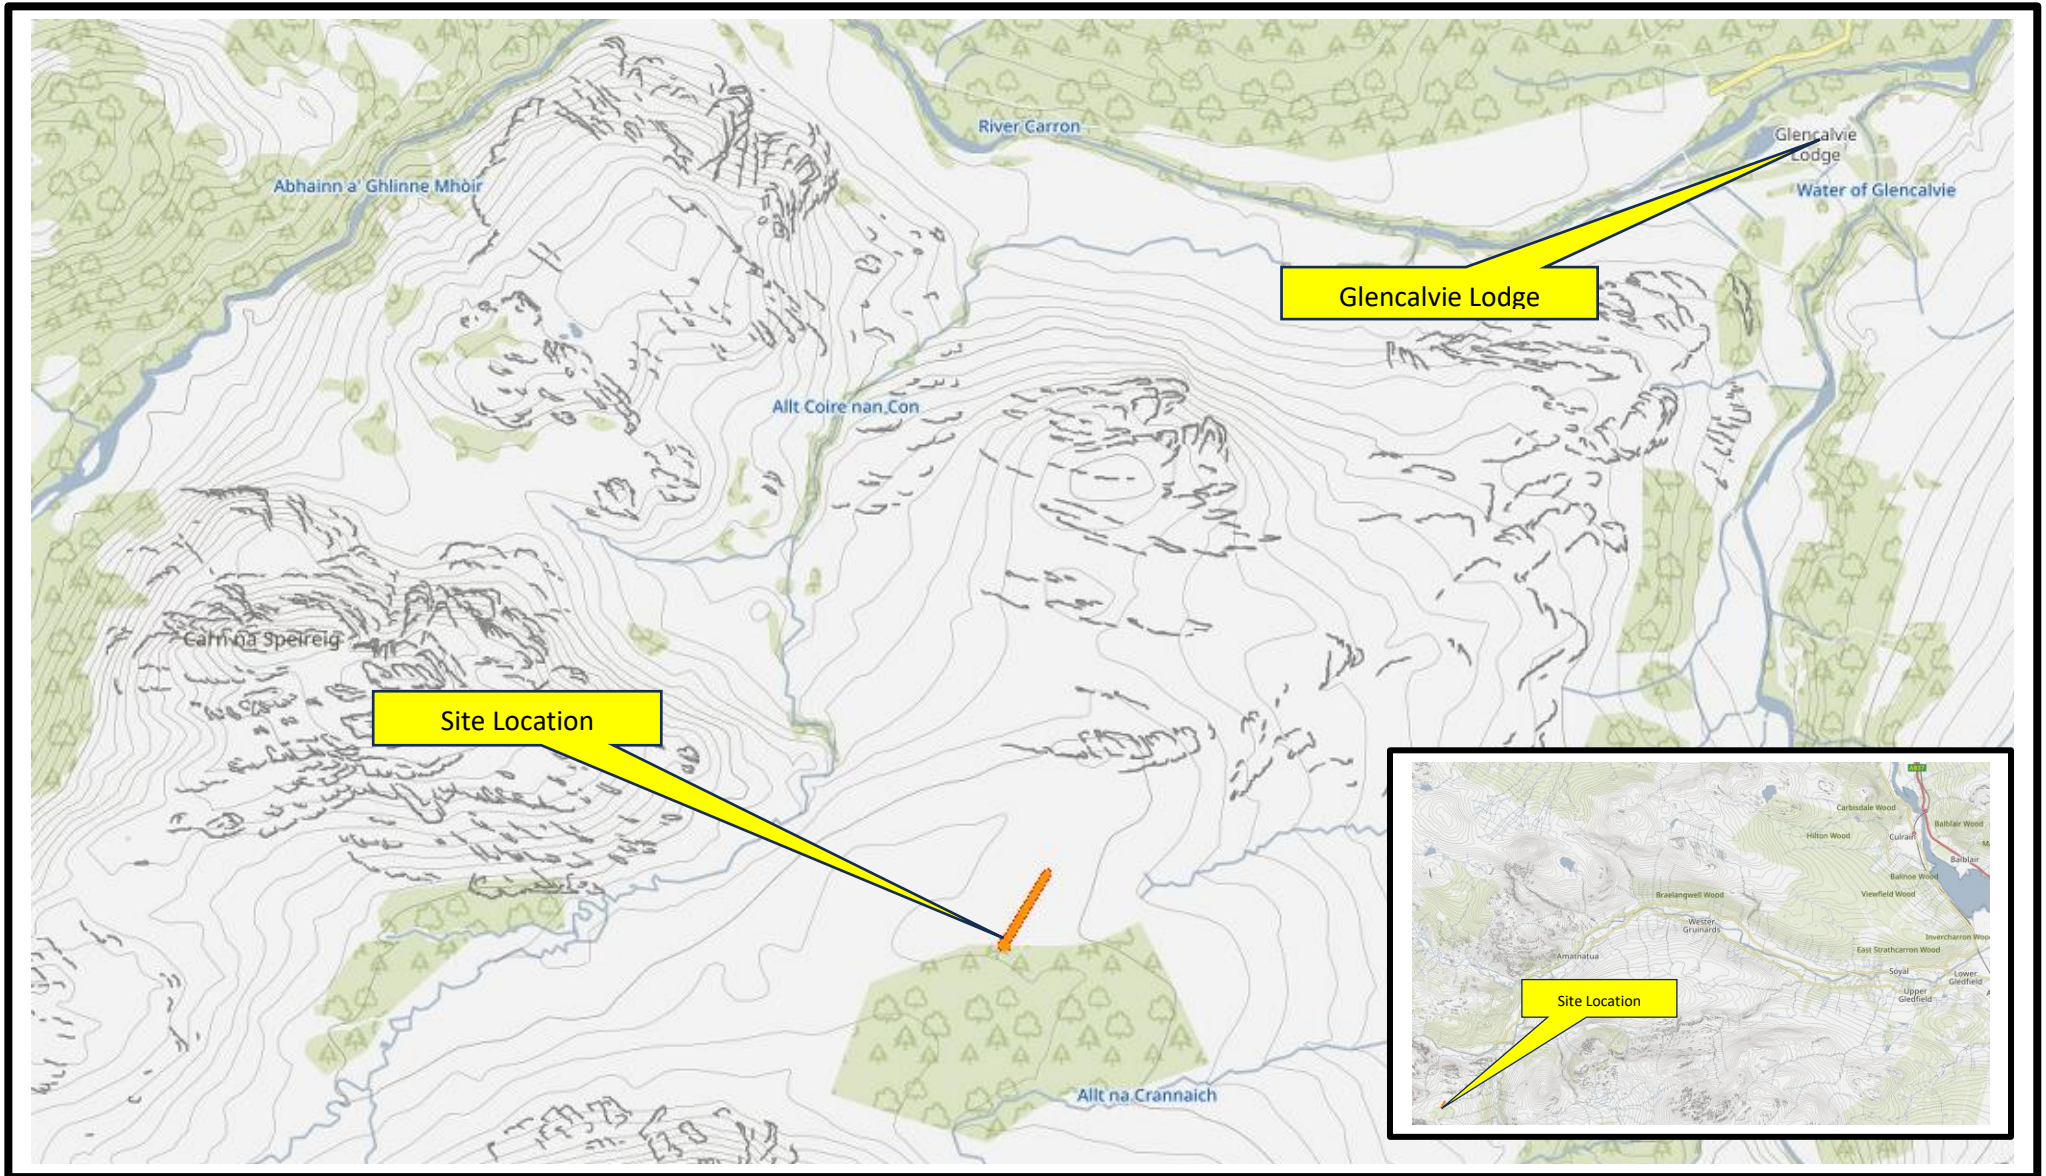 River Carron
Glencalvie
Lodge
Abhainn a' Ghlinne Mhòir
Water of Glencalvie
Glencalvie Lodge
Allt Coire nan Con
Carn na Speireig
Site Location
Allt na Crannaich
A837
Carbisdale Wood
Balblair Wood
Hilton Wood
Culrain
Balblair
Balnoe Wood
Braelangwell Wood
Viewfield Wood
Wester
Gruinards
Invercharron Woo
East Strathcarron Wood
Amatnatua
Soyal
Lower
Gledfield
Upper
Gledfield
Site Location